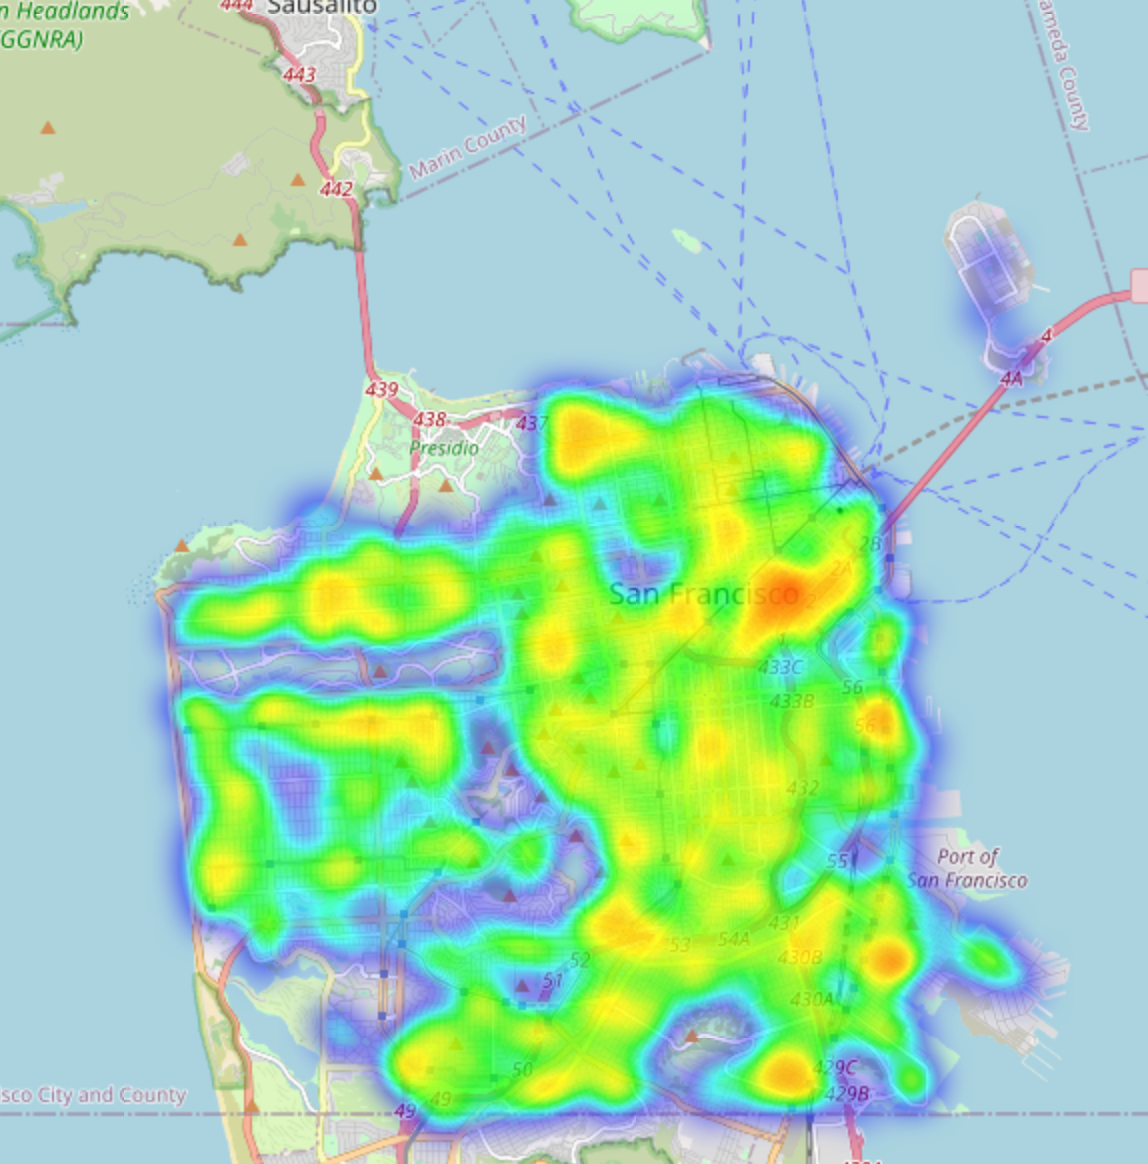 444
Sausalito
n Headlands
GGNRA)
443
ameda County
Marin County
442
4
4A
439
438
437
Presidio
2B
2A
San Francisco
2
433C
56
433B
56
432
55
Port of
San Francisco
431
53
54A
430B
52
51
430A
50
429C
429B
sco City and County
49
49